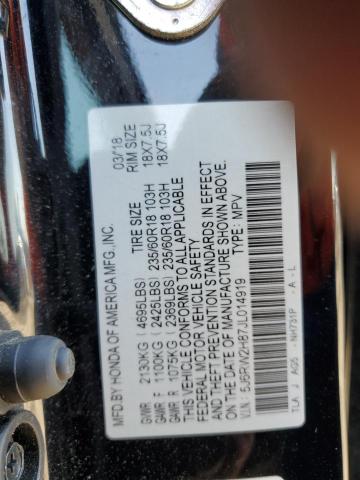 MFD.BY HONDA OF AMERICA MFG.,INC. 03/18
TIRE SIZE RIM SIZE
GVWR 2130KG (4695LBS)
GAWR F 1100KG (2425LBS) 235/60R18 103H 18X7.5J
GAWR R 1075KG (2369LBS) 235/60R18 103H 18X7.5J
THIS VEHICLE CONFORMS TO ALL APPLICABLE
FEDERAL MOTOR VEHICLE SAFETY
AND THEFT PREVENTION STANDARDS IN EFFECT
ON THE DATE OF MANUFACTURE SHOWN ABOVE.
V.I.N.: 5J6RW2H87JL014919 TYPE: MPV
TLA J A05 - NH731P - A - L